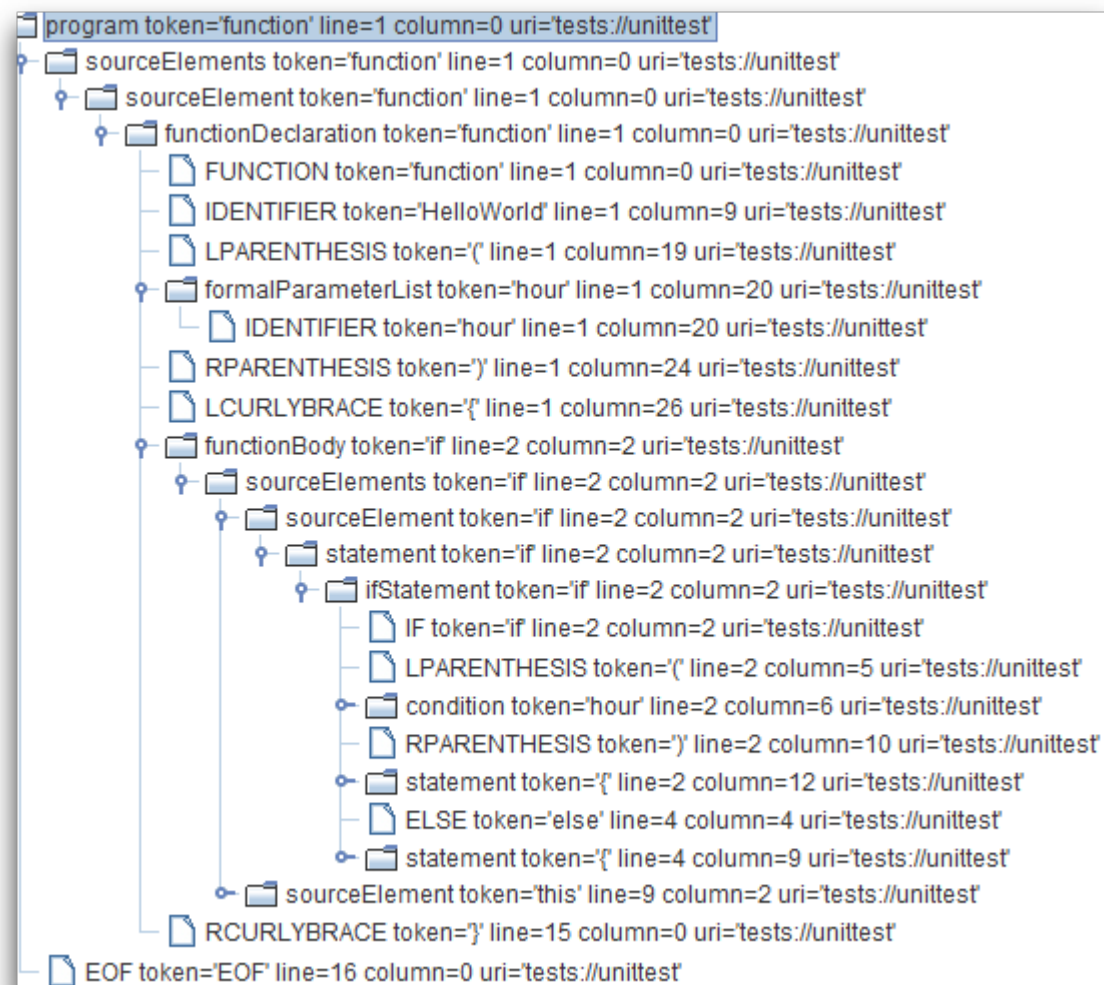 program token='function' line=1 column=0 uri='tests://unittest'
sourceElements token='function' line=1 column=0 uri='tests://unittest'
sourceElement token='function' line=1 column=0 uri='tests://unittest'
functionDeclaration token='function' line=1 column=0 uri='tests://unittest'
FUNCTION token='function' line=1 column=0 uri='tests://unittest'
IDENTIFIER token='HelloWorld' line=1 column=9 uri='tests://unittest'
LPARENTHESIS token='(' line=1 column=19 uri='tests://unittest'
formalParameterList token='hour' line=1 column=20 uri='tests://unittest'
IDENTIFIER token='hour' line=1 column=20 uri='tests://unittest'
RPARENTHESIS token=')' line=1 column=24 uri='tests://unittest'
LCURLYBRACE token='{' line=1 column=26 uri='tests://unittest'
functionBody token='if' line=2 column=2 uri='tests://unittest'
sourceElements token='if' line=2 column=2 uri='tests://unittest'
sourceElement token='if' line=2 column=2 uri='tests://unittest'
statement token='if' line=2 column=2 uri='tests://unittest'
ifStatement token='if' line=2 column=2 uri='tests://unittest'
IF token='if' line=2 column=2 uri='tests://unittest'
LPARENTHESIS token='(' line=2 column=5 uri='tests://unittest'
condition token='hour' line=2 column=6 uri='tests://unittest'
RPARENTHESIS token=')' line=2 column=10 uri='tests://unittest'
statement token='{' line=2 column=12 uri='tests://unittest'
ELSE token='else' line=4 column=4 uri='tests://unittest'
statement token='{' line=4 column=9 uri='tests://unittest'
sourceElement token='this' line=9 column=2 uri='tests://unittest'
RCURLYBRACE token='}' line=15 column=0 uri='tests://unittest'
EOF token='EOF' line=16 column=0 uri='tests://unittest'